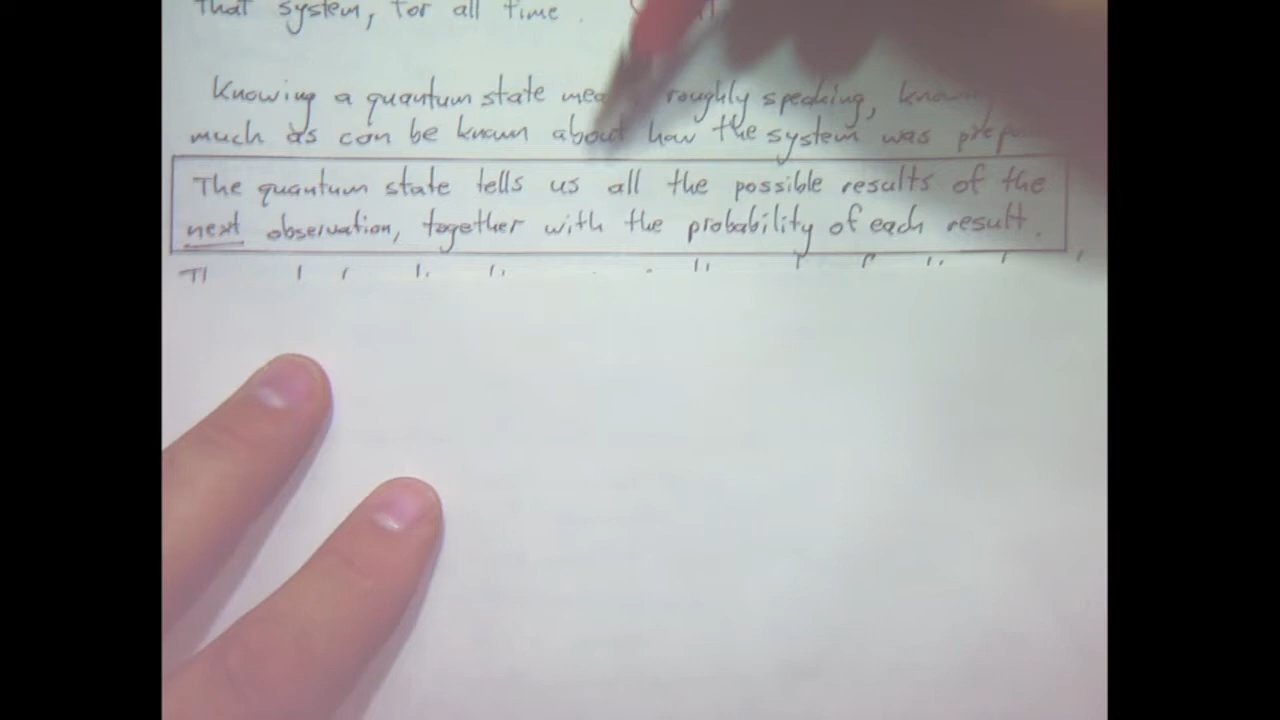 that system, for all time.
Knowing a quantum state roughly speaking,
much as can be known about how the system was
The quantum state tells us all the possible results of the
next observation, together with the probability of each result.